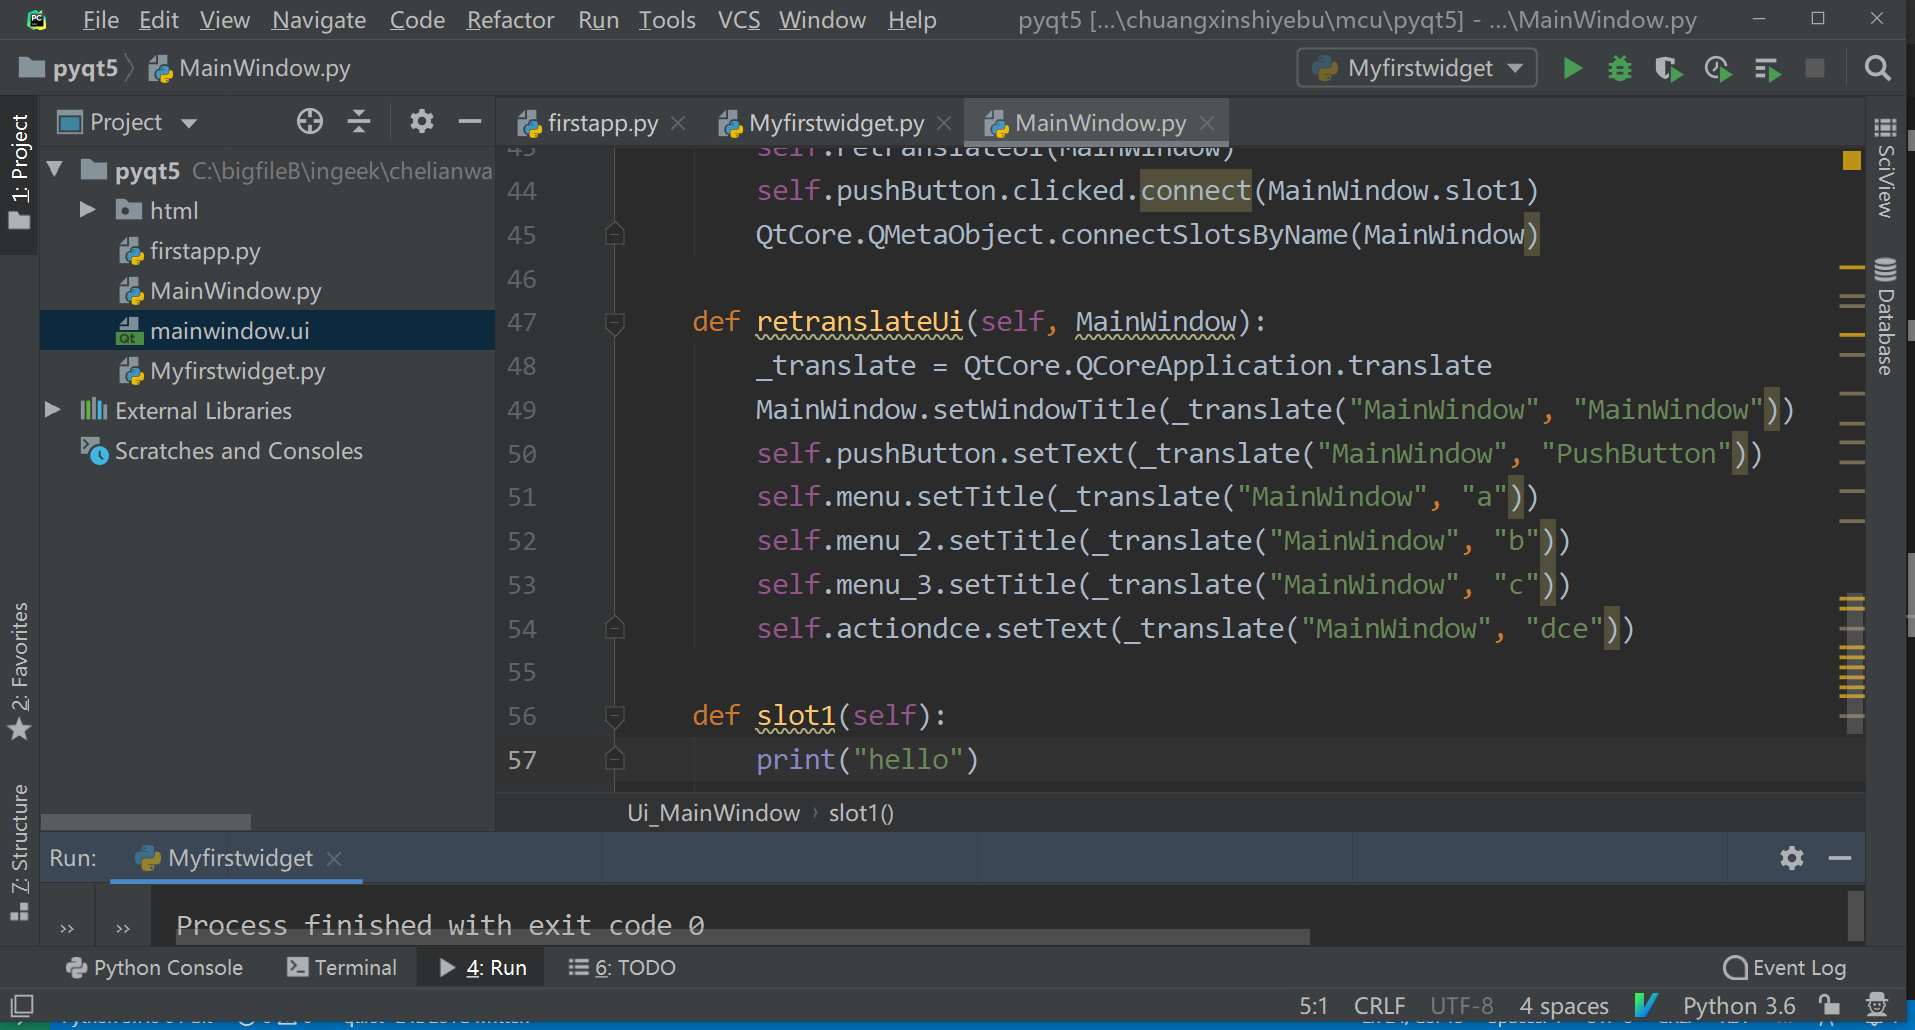 File Edit View Navigate Code Refactor Run Tools VCS Window Help pyqt5 [...\chuangxinshiyebu\mcu\pyqt5] - ...\MainWindow.py
pyqt5 MainWindow.py Myfirstwidget
Project
firstapp.py Myfirstwidget.py MainWindow.py
1: Project
2: Favorites
7: Structure
pyqt5 C:\bigfileB\ingeek\chelianwa
html
firstapp.py
MainWindow.py
mainwindow.ui
Myfirstwidget.py
External Libraries
Scratches and Consoles
self.retranslateUi(MainWindow)
44 self.pushButton.clicked.connect(MainWindow.slot1)
45 QtCore.QMetaObject.connectSlotsByName(MainWindow)
46
47 def retranslateUi(self, MainWindow):
48 _translate = QtCore.QCoreApplication.translate
49 MainWindow.setWindowTitle(_translate("MainWindow", "MainWindow"))
50 self.pushButton.setText(_translate("MainWindow", "PushButton"))
51 self.menu.setTitle(_translate("MainWindow", "a"))
52 self.menu_2.setTitle(_translate("MainWindow", "b"))
53 self.menu_3.setTitle(_translate("MainWindow", "c"))
54 self.actiondce.setText(_translate("MainWindow", "dce"))
55
56 def slot1(self):
57 print("hello")
Ui_MainWindow › slot1()
SciView
Database
Run: Myfirstwidget
Process finished with exit code 0
Python Console Terminal 4: Run 6: TODO Event Log
5:1 CRLF UTF-8 4 spaces Python 3.6